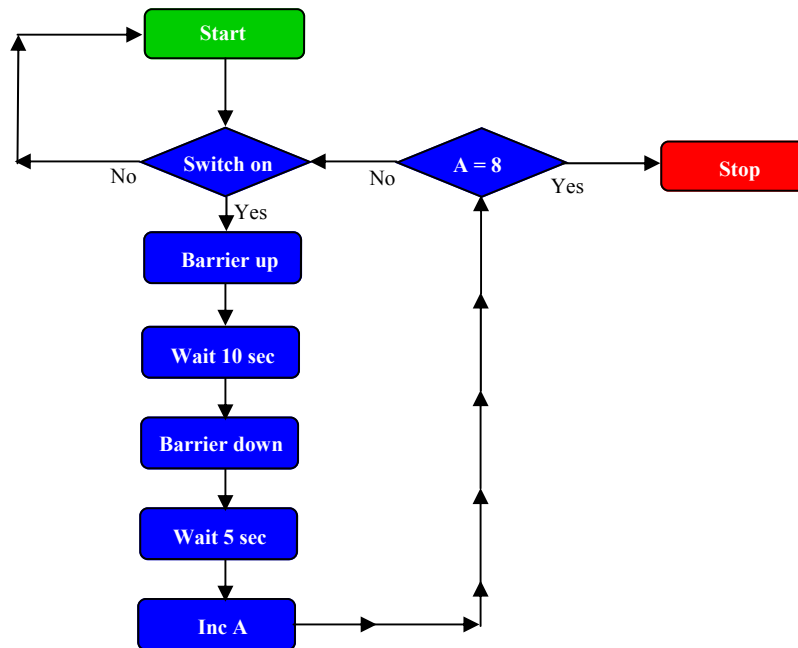 Start
Switch on
No
Yes
A = 8
No
Yes
Stop
Barrier up
Wait 10 sec
Barrier down
Wait 5 sec
Inc A